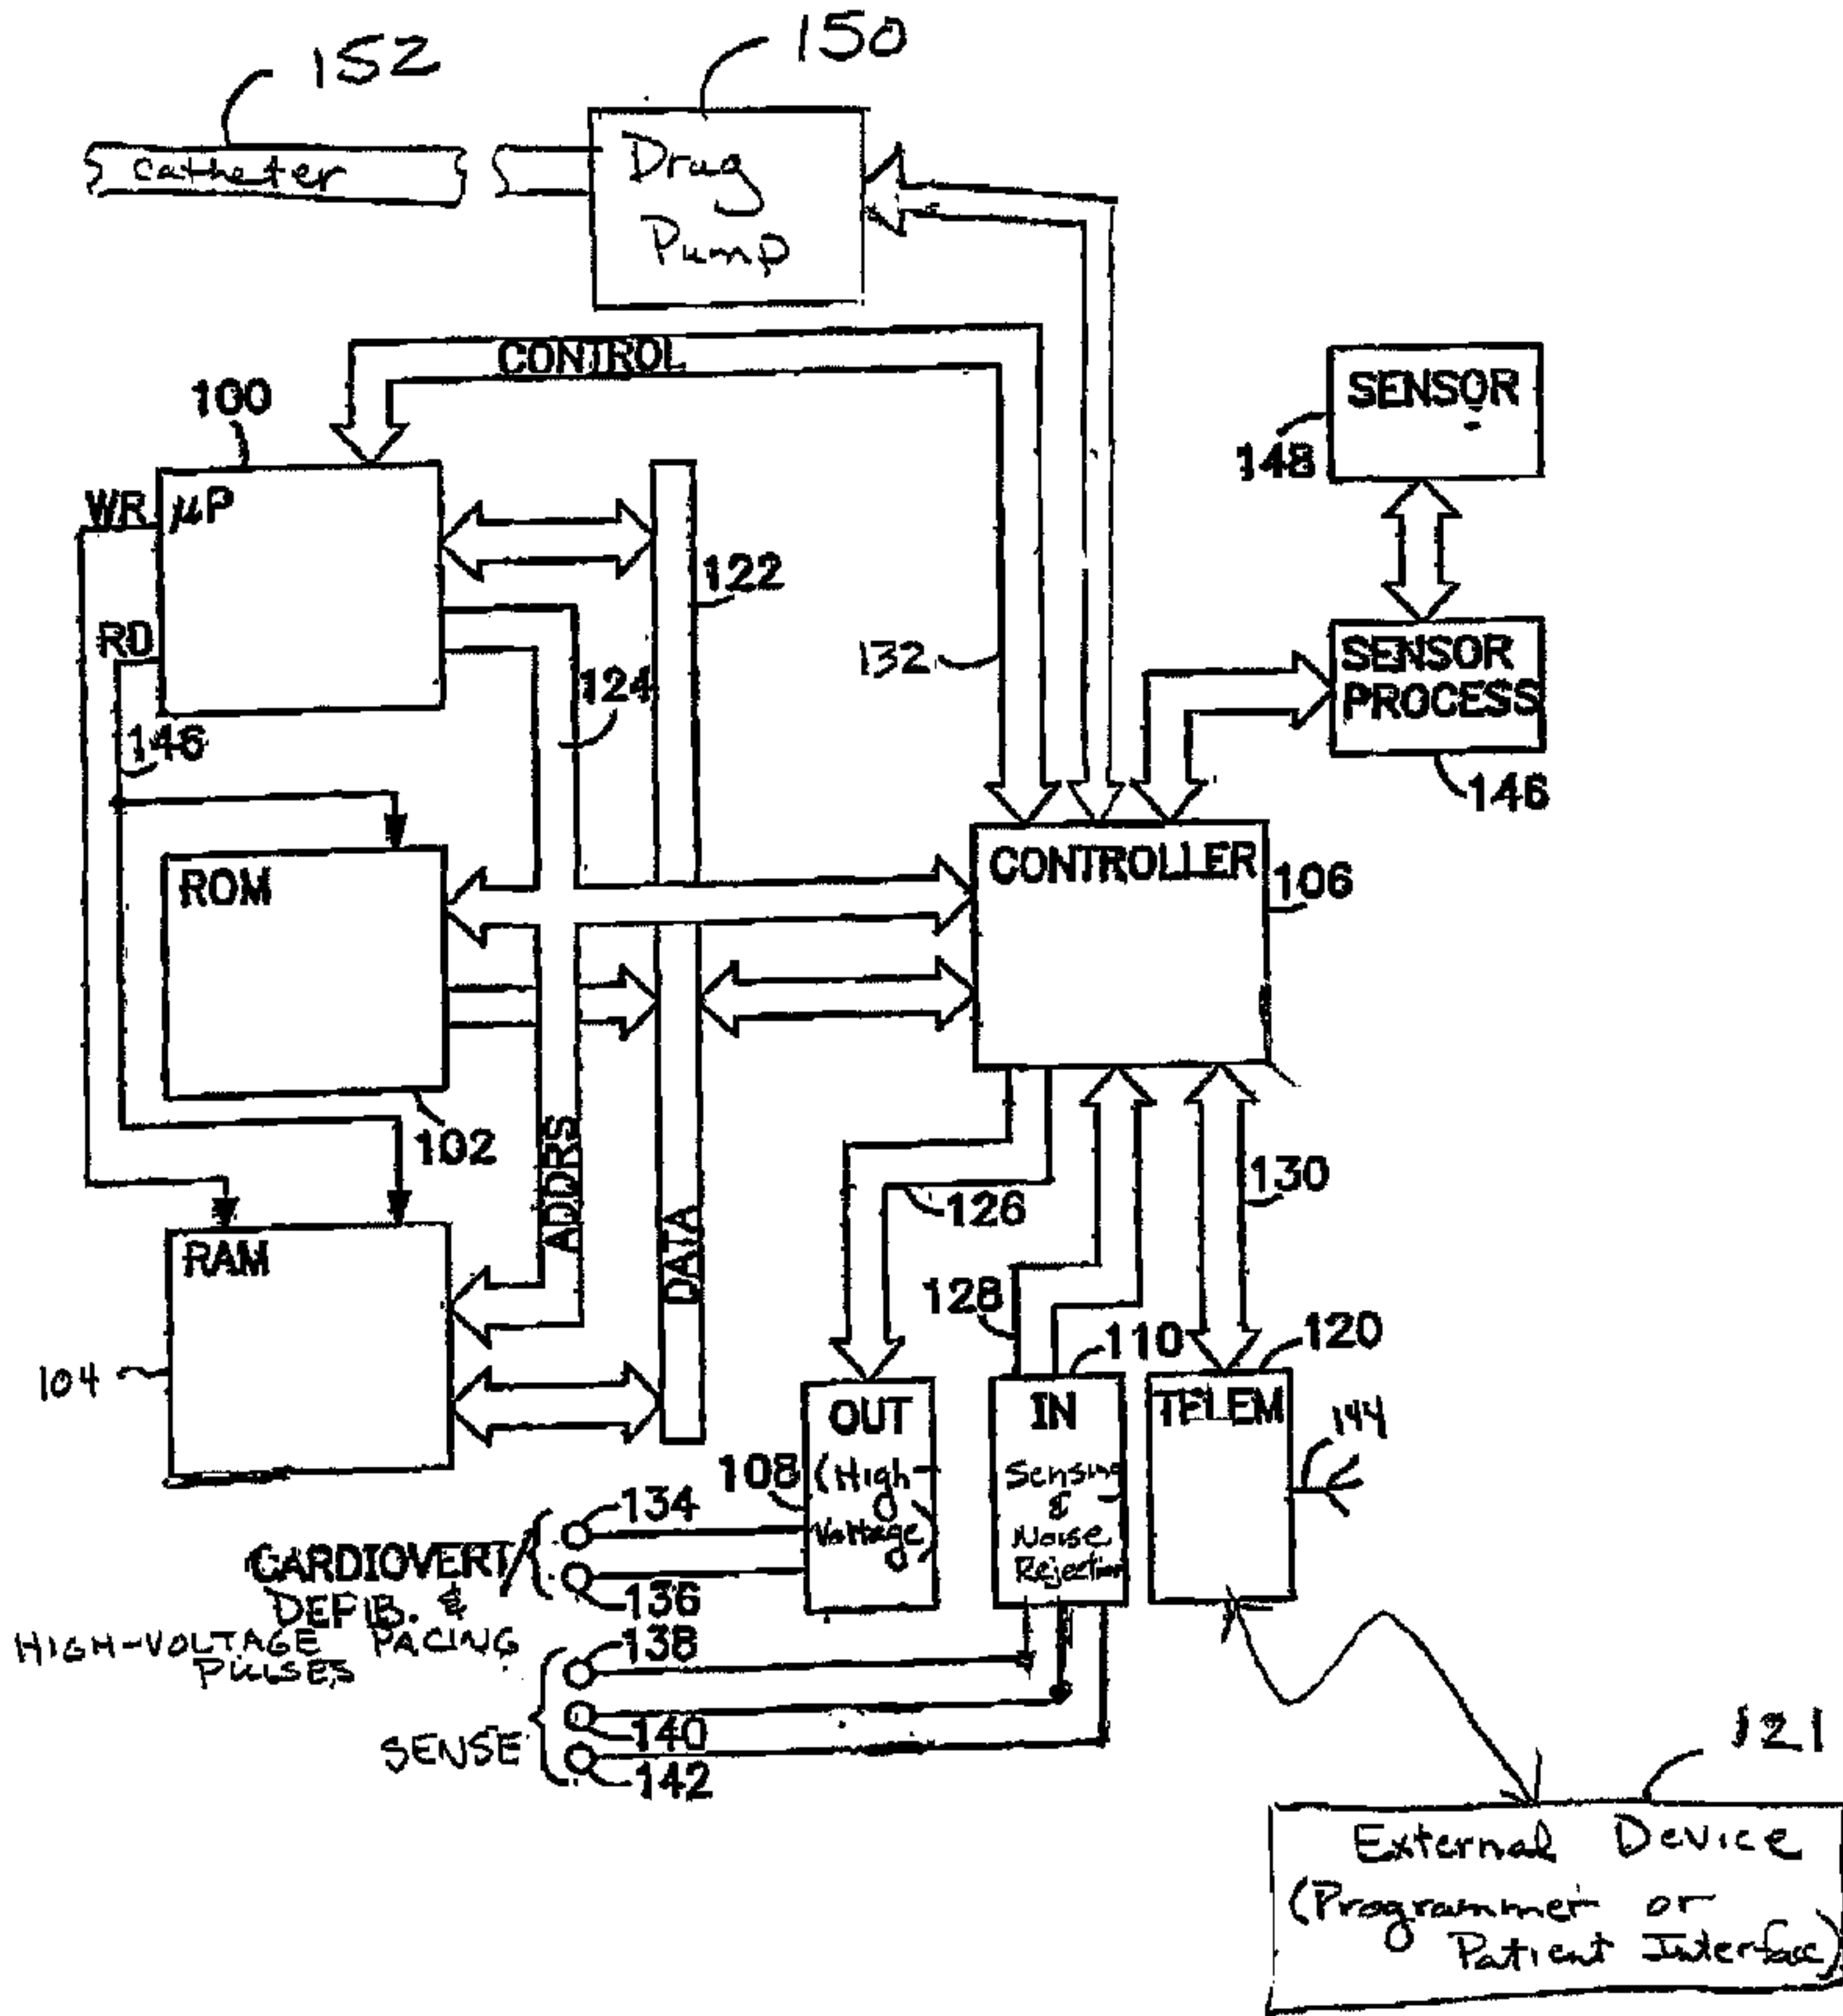 152
150
Catheter
Drug
Pump
CONTROL
100
SENSOR
148
WR
μP
122
RD
124
132
SENSOR
PROCESS
146
146
ROM
CONTROLLER
106
102
ADDRS
130
126
DATA
RAM
128
110
120
104
OUT
IN
TELEM
144
108
(High
Voltage)
Sensing
&
Noise
Rejection
134
CARDIOVERT/
136
DEFIB. &
HIGH-VOLTAGE PACING
PULSES
138
140
SENSE
142
121
External Device
(Programmer or
Patient Interface)